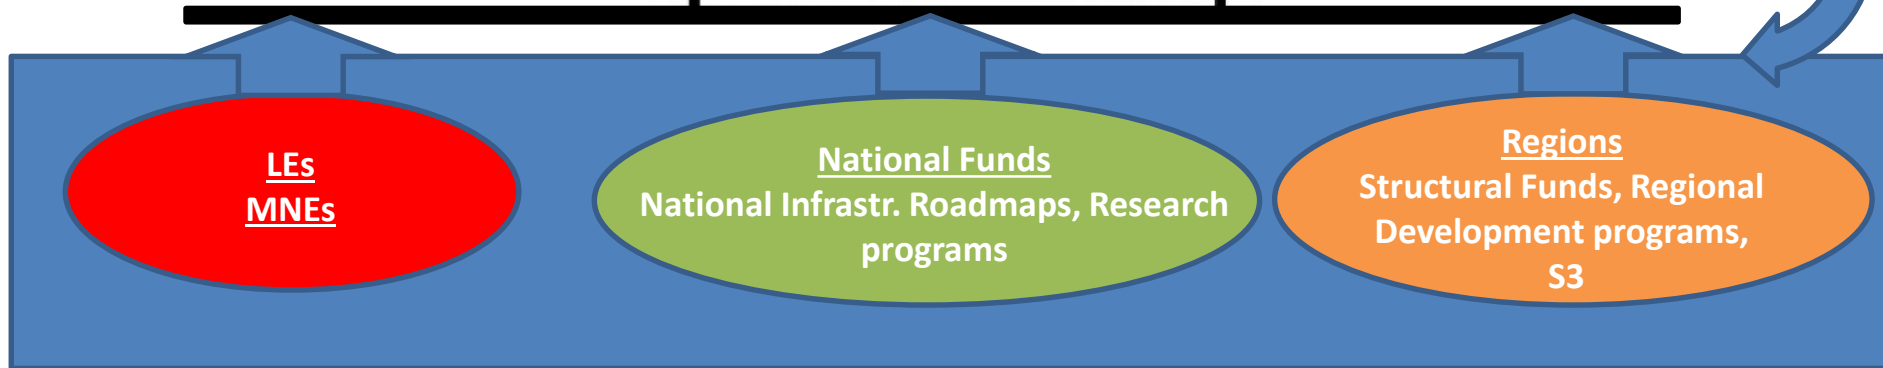 LEs
MNEs
National Funds
National Infrastr. Roadmaps, Research
programs
Regions
Structural Funds, Regional
Development programs,
S3